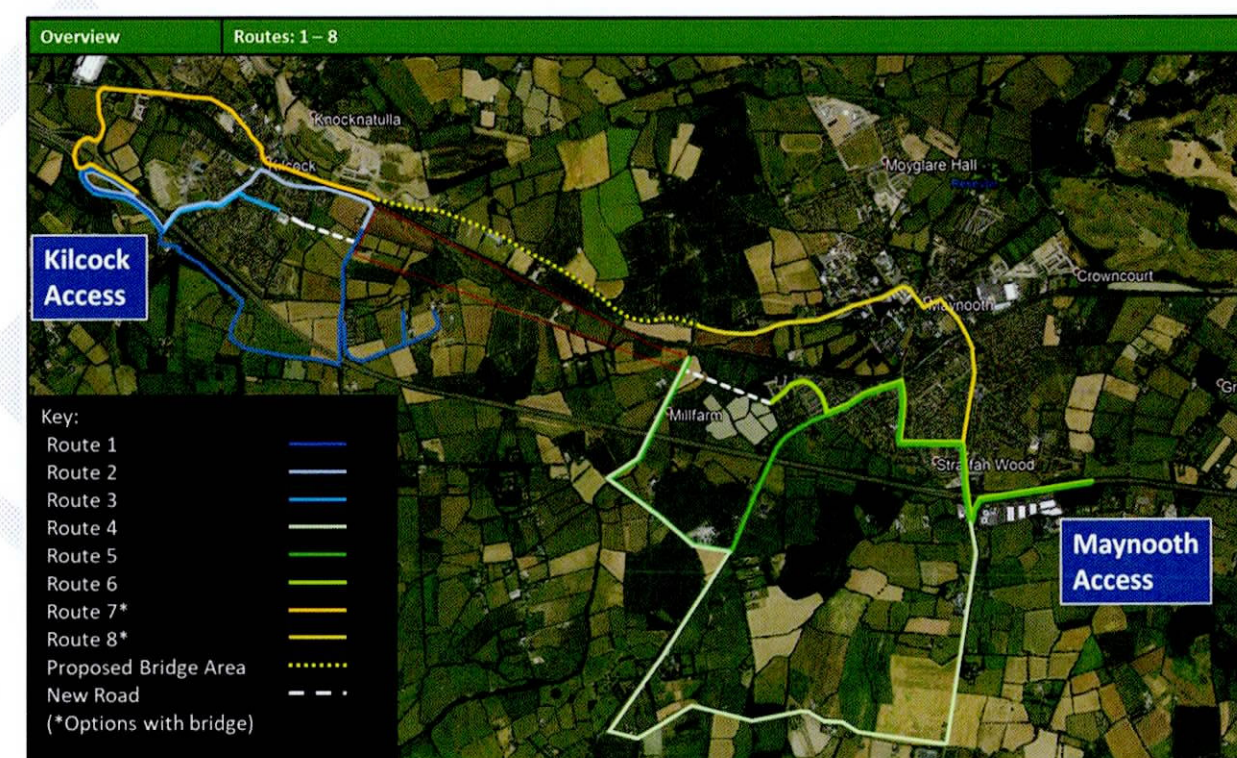 Overview
Routes: 1 – 8
Knocknatulla
Kilcock
Moyglare Hall
Reservoir
Kilcock
Access
Crowncourt
Maynooth
Millfarm
Straffan Wood
Maynooth
Access
Key:
Route 1
Route 2
Route 3
Route 4
Route 5
Route 6
Route 7*
Route 8*
Proposed Bridge Area
New Road
(*Options with bridge)